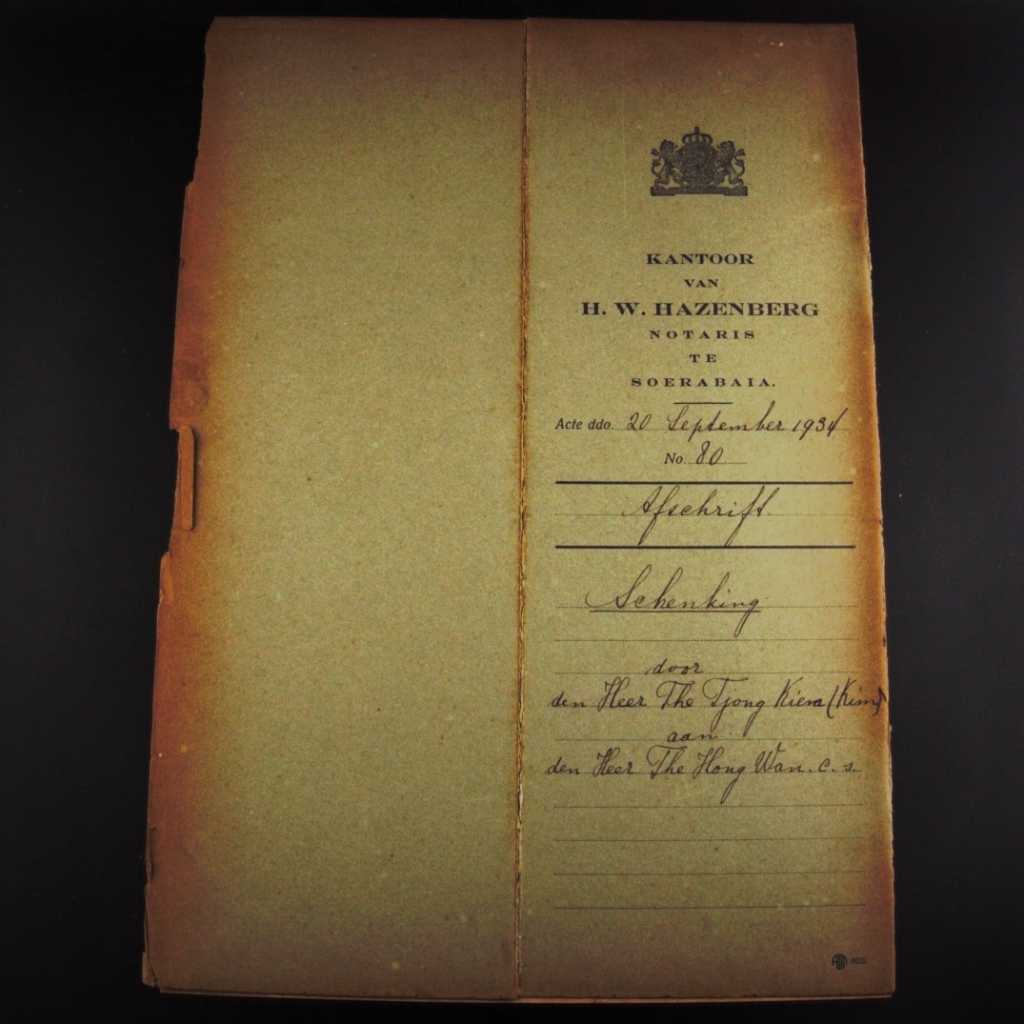 KANTOOR
VAN
H. W. HAZENBERG
NOTARIS
TE
SOERABAIA.
Acte ddo. 20 September 1934
No. 80
Afschrift
Schenking
door
den Heer The Tjong Kiem (Kim)
aan
den Heer The Hong Wan. c. s.